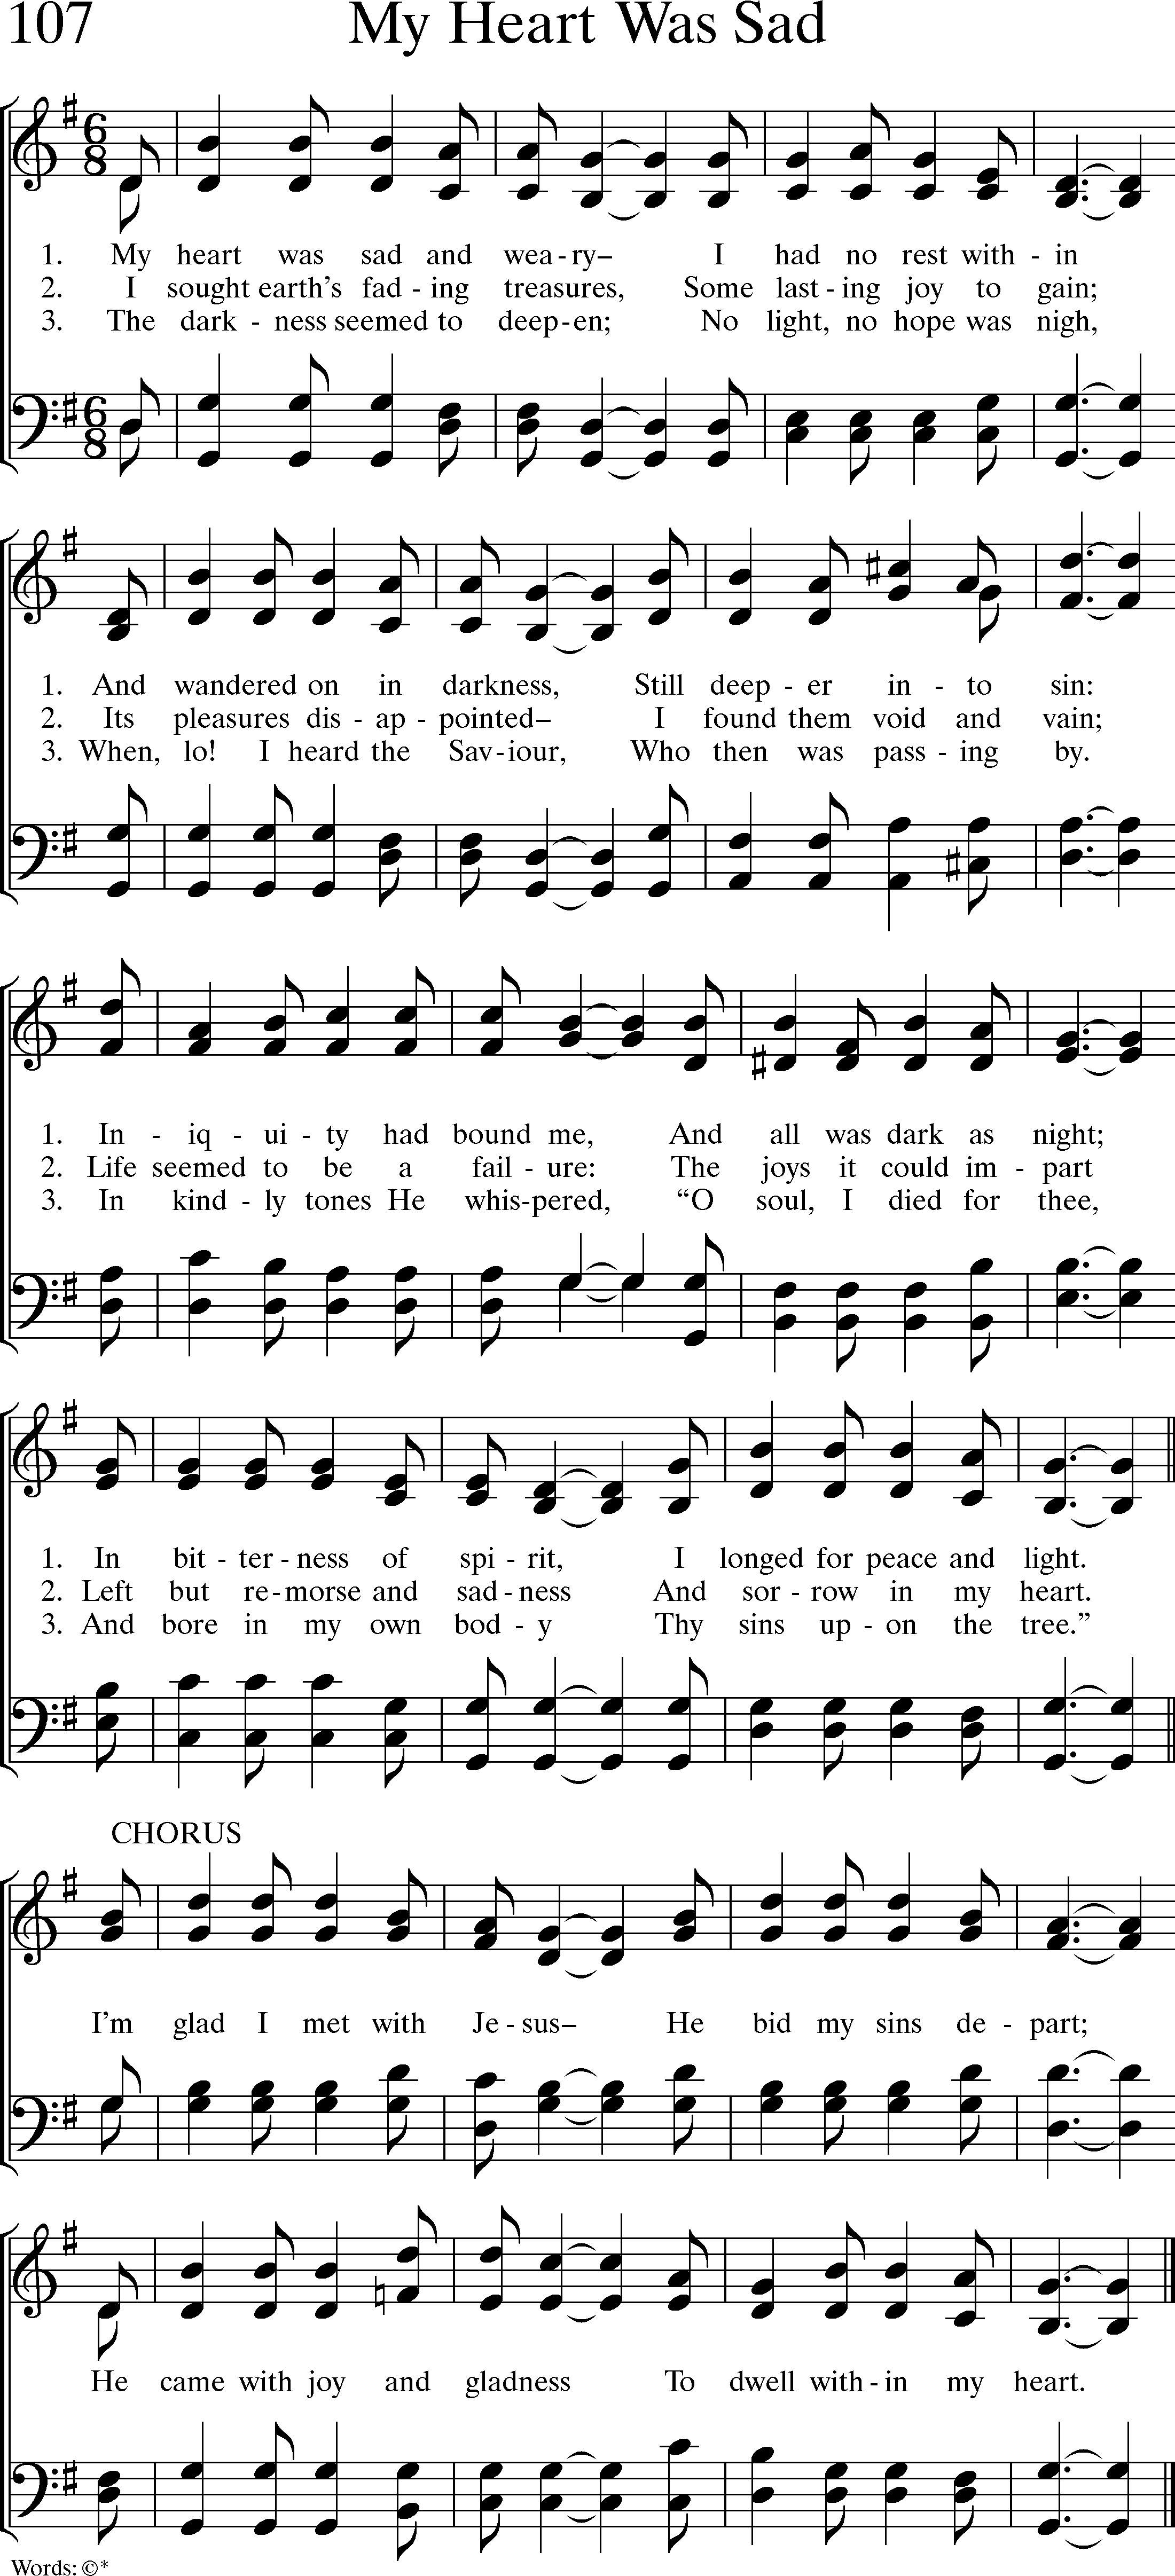 107 My Heart Was Sad
6
8
1. My heart was sad and wea - ry– I had no rest with - in
2. I sought earth's fad - ing treasures, Some last - ing joy to gain;
3. The dark - ness seemed to deep - en; No light, no hope was nigh,
6
8
1. And wandered on in darkness, Still deep - er in - to sin:
2. Its pleasures dis - ap - pointed– I found them void and vain;
3. When, lo! I heard the Sav - iour, Who then was pass - ing by.
1. In - iq - ui - ty had bound me, And all was dark as night;
2. Life seemed to be a fail - ure: The joys it could im - part
3. In kind - ly tones He whis - pered, “O soul, I died for thee,
1. In bit - ter - ness of spi - rit, I longed for peace and light.
2. Left but re - morse and sad - ness And sor - row in my heart.
3. And bore in my own bod - y Thy sins up - on the tree.”
CHORUS
I'm glad I met with Je - sus– He bid my sins de - part;
He came with joy and gladness To dwell with - in my heart.
Words: ©*